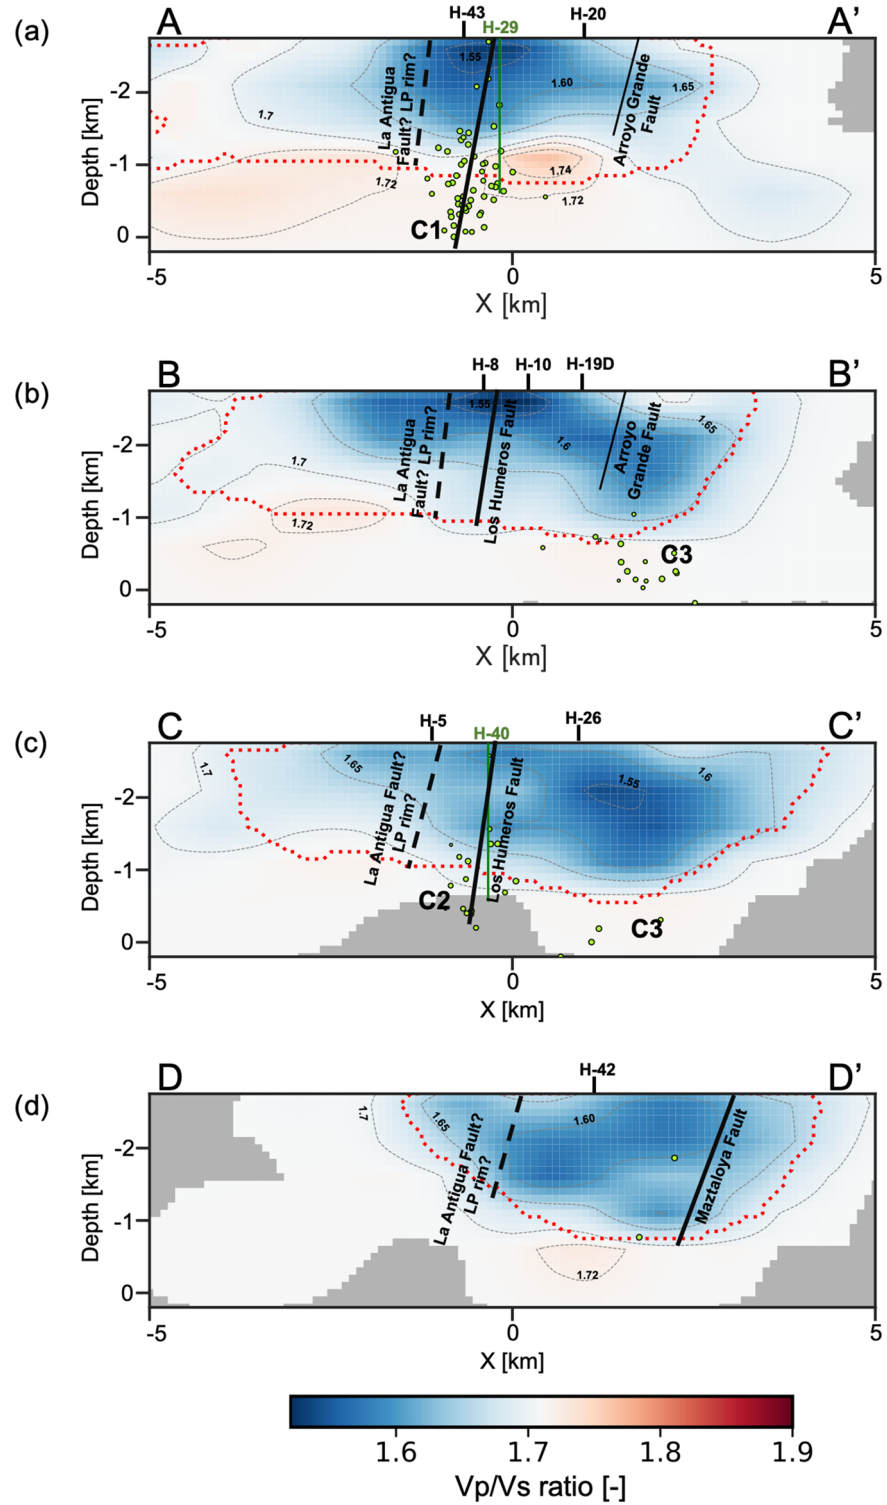 (a)
A
H-43
H-29
H-20
A’
Depth [km]
-2
-1
0
La Antigua
Fault? LP rim?
Arroyo Grande
Fault
1.55
1.60
1.65
1.7
1.72
1.74
1.72
C1
-5
0
5
X [km]
(b)
B
H-8
H-10
H-19D
B’
Depth [km]
-2
-1
0
La Antigua
Fault? LP rim?
Los Humeros Fault
Arroyo
Grande Fault
1.55
1.6
1.65
1.7
1.72
C3
-5
0
5
X [km]
(c)
C
H-5
H-40
H-26
C’
Depth [km]
-2
-1
0
La Antigua Fault?
LP rim?
Los Humeros Fault
1.7
1.65
1.55
1.6
C2
C3
-5
0
5
X [km]
(d)
D
H-42
D’
Depth [km]
-2
-1
0
La Antigua Fault?
LP rim?
Maztaloya Fault
1.7
1.65
1.60
1.72
-5
0
5
X [km]
1.6
1.7
1.8
1.9
Vp/Vs ratio [-]